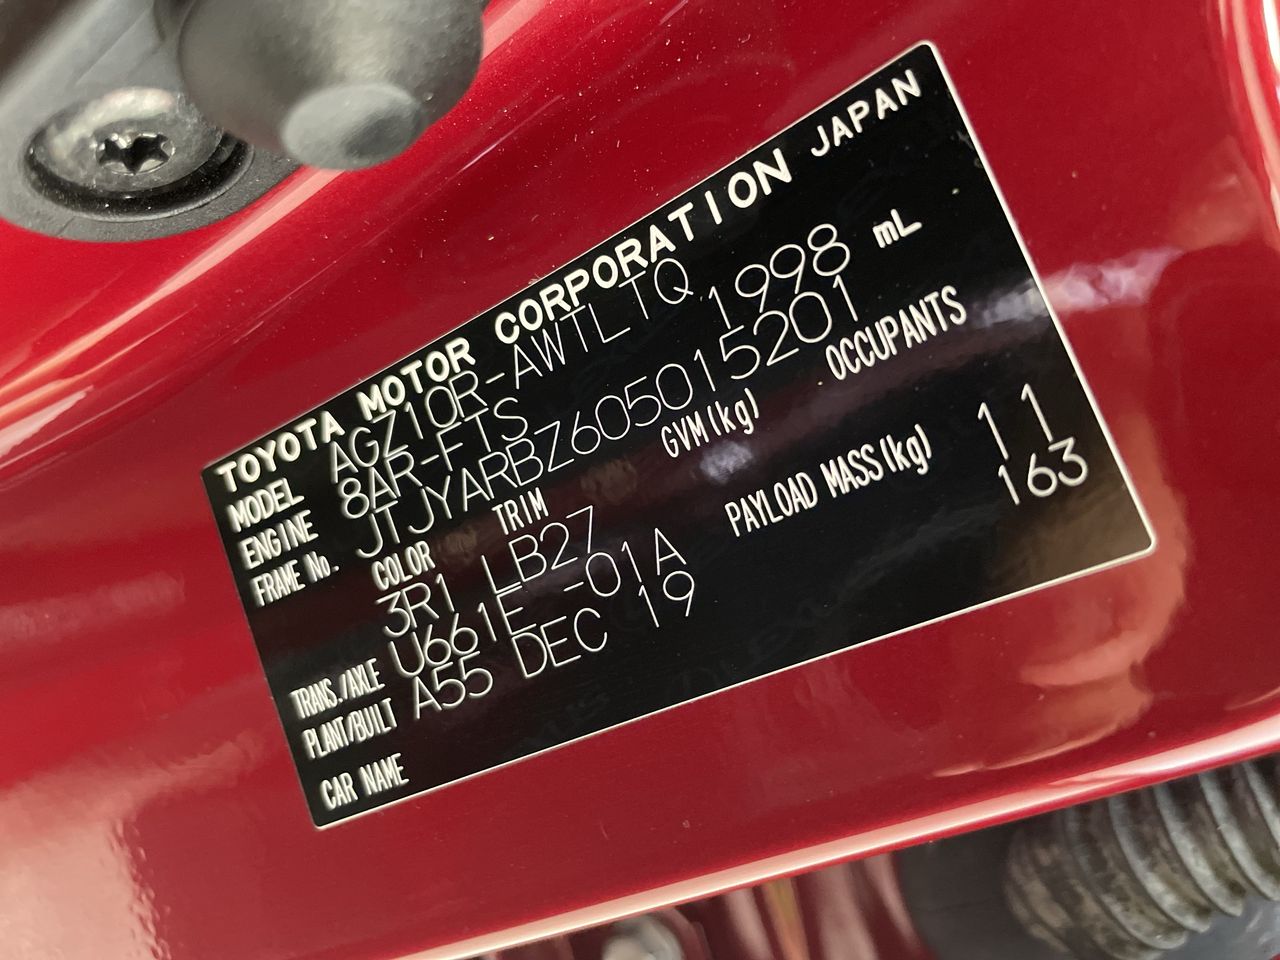 TOYOTA MOTOR CORPORATION JAPAN
MODEL AGZ10R-AWTLTQ
ENGINE 8AR-FTS 1998 mL
FRAME No. JTJYARBZ605015201
COLOR TRIM GVM(kg) OCCUPANTS
3R1 LB27
TRANS./AXLE U661E -01A PAYLOAD MASS(kg) 11
PLANT/BUILT A55 DEC 19 163
CAR NAME